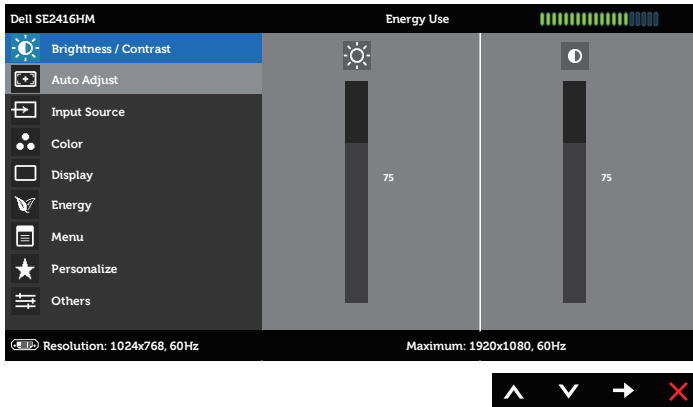 Dell SE2416HM Energy Use
Brightness / Contrast
Auto Adjust
Input Source
Color
Display
75 75
Energy
Menu
Personalize
Others
Resolution: 1024x768, 60Hz Maximum: 1920x1080, 60Hz